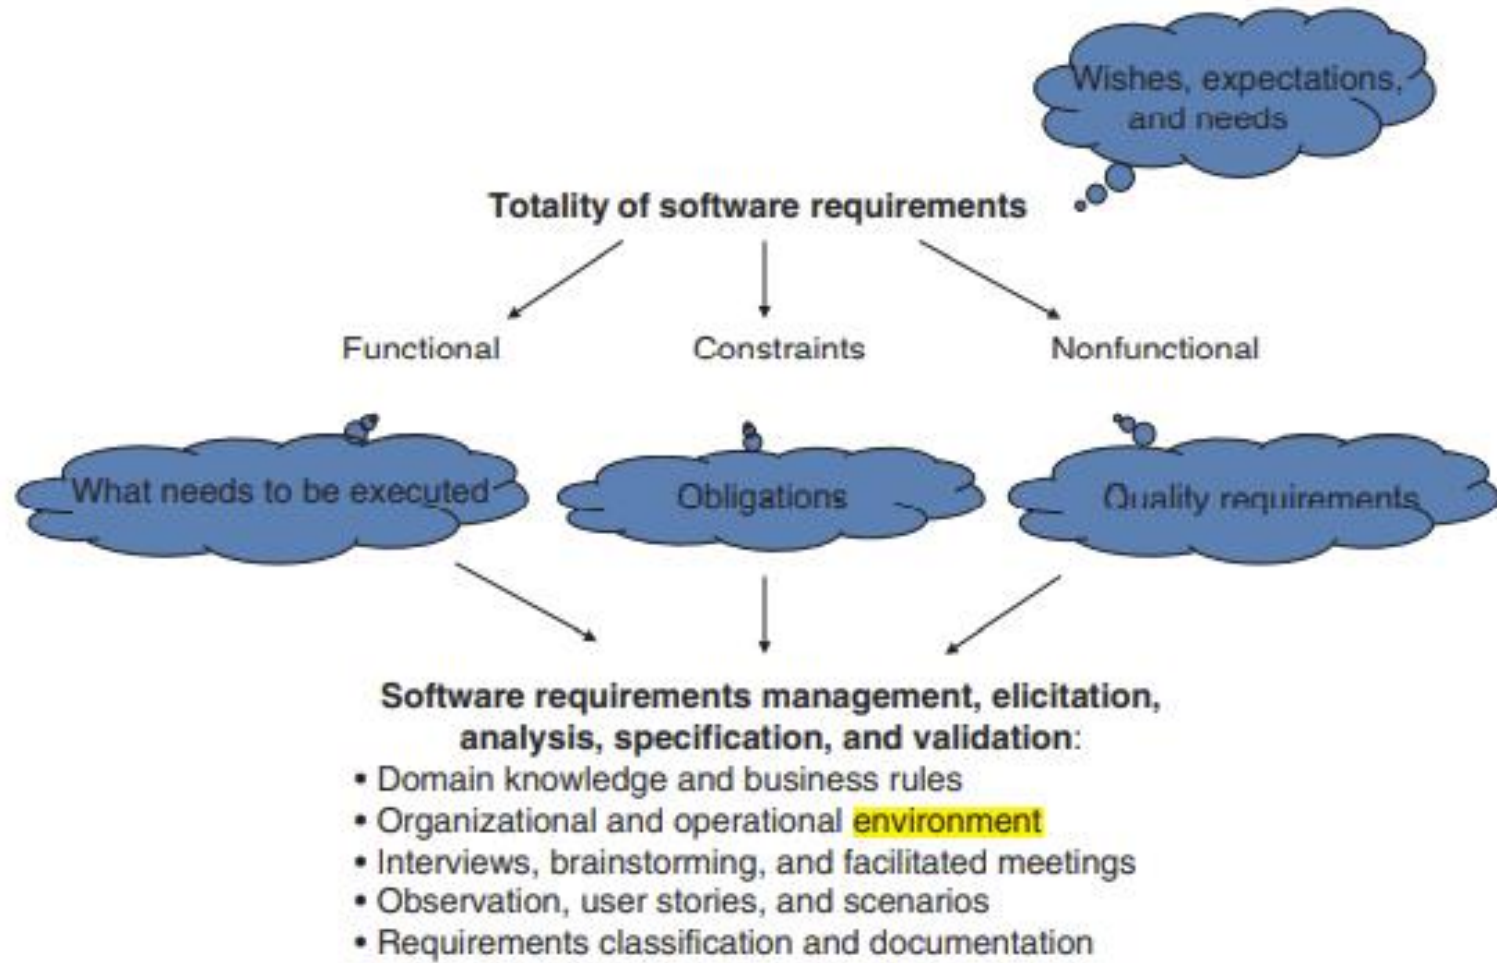 Wishes, expectations,
and needs
Totality of software requirements
Functional
Constraints
Nonfunctional
What needs to be executed
Obligations
Quality requirements
Software requirements management, elicitation,
analysis, specification, and validation:
• Domain knowledge and business rules
• Organizational and operational environment
• Interviews, brainstorming, and facilitated meetings
• Observation, user stories, and scenarios
• Requirements classification and documentation